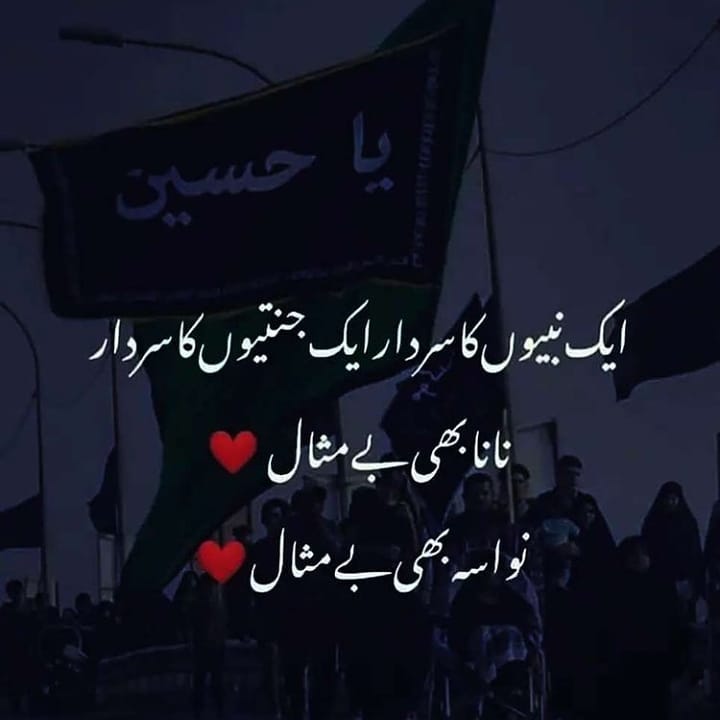 یا حسین
ایک نبیوں کا سردار ایک جنتیوں کا سردار
نانا بھی بے مثال ❤️
نواسہ بھی بے مثال ❤️